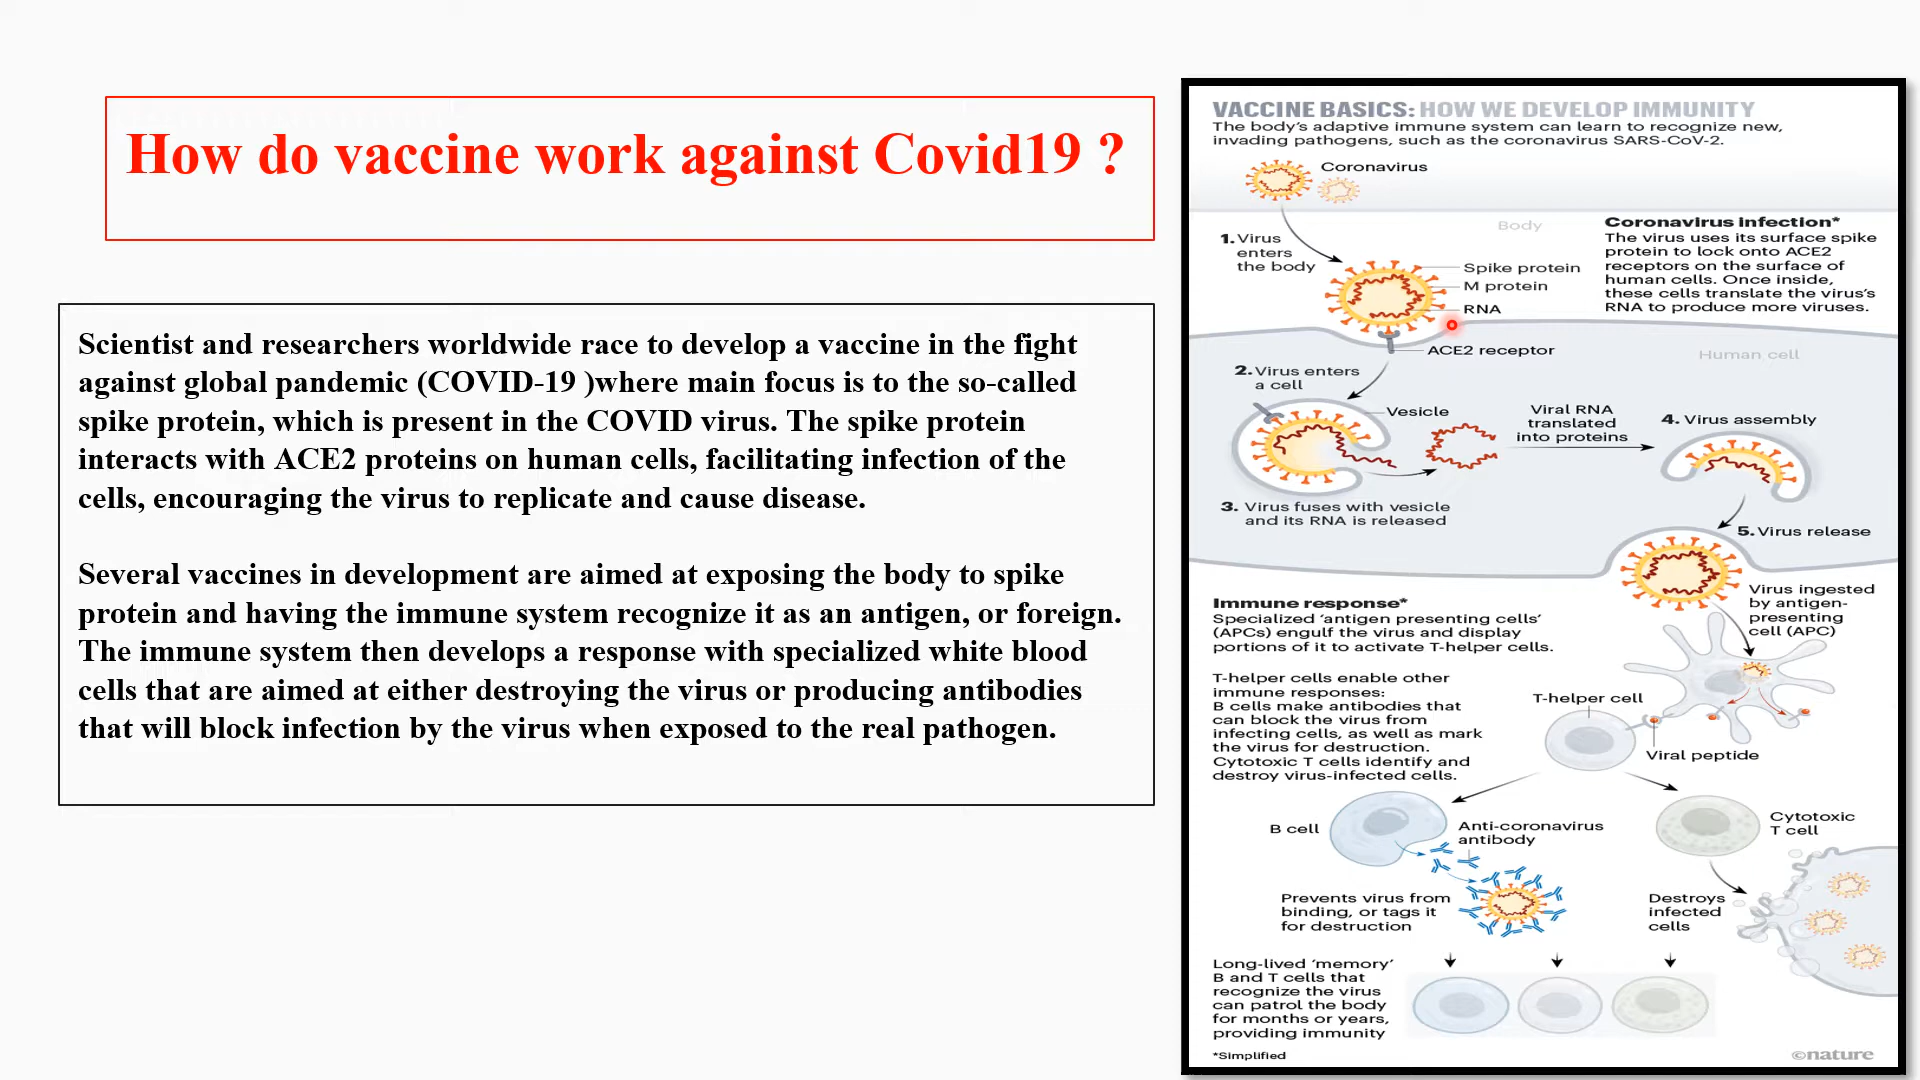 How do vaccine work against Covid19 ?
Scientist and researchers worldwide race to develop a vaccine in the fight
against global pandemic (COVID-19 )where main focus is to the so-called
spike protein, which is present in the COVID virus. The spike protein
interacts with ACE2 proteins on human cells, facilitating infection of the
cells, encouraging the virus to replicate and cause disease.
Several vaccines in development are aimed at exposing the body to spike
protein and having the immune system recognize it as an antigen, or foreign.
The immune system then develops a response with specialized white blood
cells that are aimed at either destroying the virus or producing antibodies
that will block infection by the virus when exposed to the real pathogen.
VACCINE BASICS: HOW WE DEVELOP IMMUNITY
The body's adaptive immune system can learn to recognize new,
invading pathogens, such as the coronavirus SARS-CoV-2.
Coronavirus
Body
Coronavirus infection*
The virus uses its surface spike
protein to lock onto ACE2
receptors on the surface of
human cells. Once inside,
these cells translate the virus's
RNA to produce more viruses.
1. Virus
enters
the body
Spike protein
M protein
RNA
ACE2 receptor
Human cell
2. Virus enters
a cell
Vesicle
Viral RNA
translated
into proteins
4. Virus assembly
3. Virus fuses with vesicle
and its RNA is released
5. Virus release
Virus ingested
by antigen-
presenting
cell (APC)
Immune response*
Specialized 'antigen presenting cells'
(APCs) engulf the virus and display
portions of it to activate T-helper cells.
T-helper cells enable other
immune responses:
B cells make antibodies that
can block the virus from
infecting cells, as well as mark
the virus for destruction.
Cytotoxic T cells identify and
destroy virus-infected cells.
T-helper cell
Viral peptide
B cell
Anti-coronavirus
antibody
Cytotoxic
T cell
Prevents virus from
binding, or tags it
for destruction
Destroys
infected
cells
Long-lived 'memory'
B and T cells that
recognize the virus
can patrol the body
for months or years,
providing immunity
*Simplified
©nature